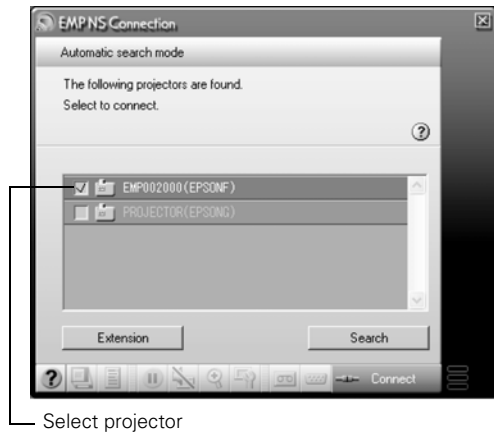 EMP NS Connection
Automatic search mode
The following projectors are found.
Select to connect.
EMP002000(EPSONF)
PROJECTOR(EPSONG)
Extension
Search
Connect
Select projector